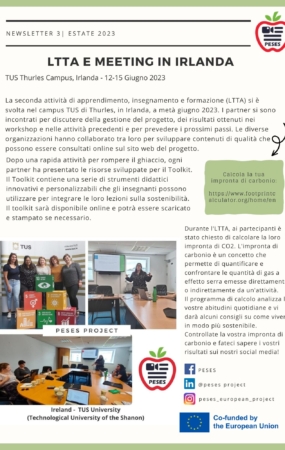 NEWSLETTER 3| ESTATE 2023
PESES
LTTA E MEETING IN IRLANDA
TUS Thurles Campus, Irlanda - 12-15 Giugno 2023
La seconda attività di apprendimento, insegnamento e formazione (LTTA) si è
svolta nel campus TUS di Thurles, in Irlanda, a metà giugno 2023. I partner si sono
incontrati per discutere della gestione del progetto, dei risultati ottenuti nei
workshop e nelle attività precedenti e per prevedere i prossimi passi. Le diverse
organizzazioni hanno collaborato tra loro per sviluppare contenuti di qualità che
possono essere consultati online sul sito web del progetto.
Dopo una rapida attività per rompere il ghiaccio, ogni
partner ha presentato le risorse sviluppate per il Toolkit.
Il Toolkit contiene una serie di strumenti didattici
innovativi e personalizzabili che gli insegnanti possono
utilizzare per integrare le loro lezioni sulla sostenibilità.
Il toolkit sarà disponibile online e potrà essere scaricato
e stampato se necessario.
Calcola la tua
impronta di carbonio:
https://www.footprintc
alculator.org/home/en
Durante l'LTTA, ai partecipanti è
stato chiesto di calcolare la loro
impronta di CO2. L'impronta di
carbonio è un concetto che
permette di quantificare e
confrontare le quantità di gas a
effetto serra emesse direttamente
o indirettamente da un'attività.
Il programma di calcolo analizza le
vostre abitudini quotidiane e vi
darà alcuni consigli su come vivere
in modo più sostenibile.
Controllate la vostra impronta di
carbonio e fateci sapere i vostri
risultati sui nostri social media!
TUS
PESES PROJECT
PESES
Ireland - TUS University
(Technological University of the Shanon)
PESES
@peses project
peses_european_project
Co-funded by
the European Union